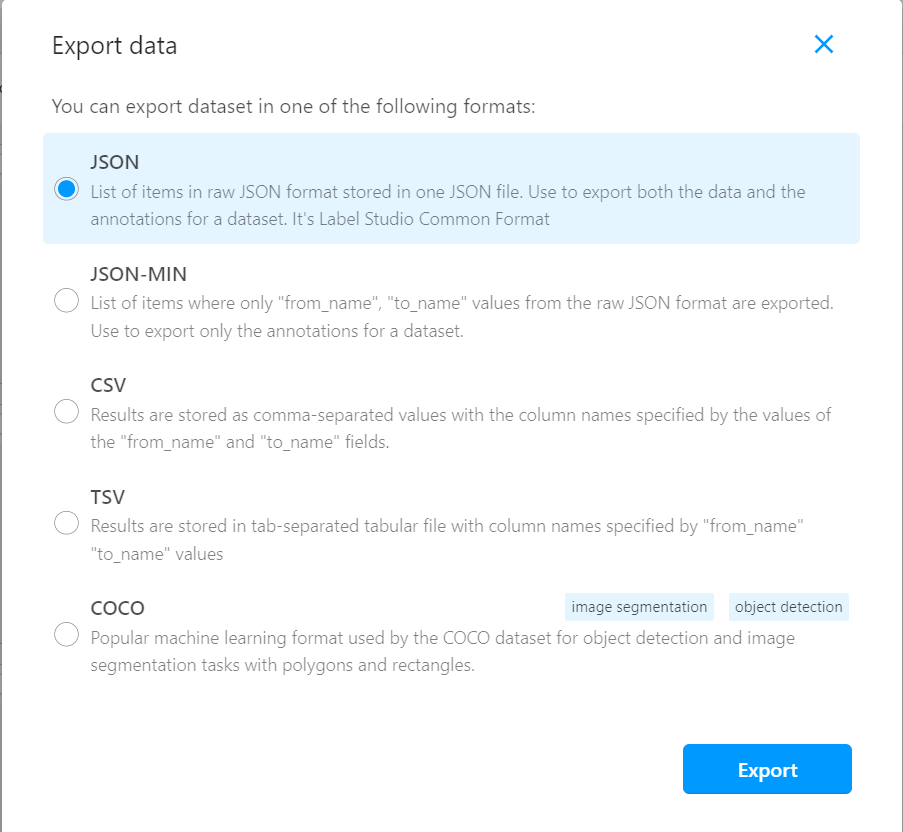 Export data
You can export dataset in one of the following formats:
JSON
List of items in raw JSON format stored in one JSON file. Use to export both the data and the
annotations for a dataset. It's Label Studio Common Format
JSON-MIN
List of items where only "from_name", "to_name" values from the raw JSON format are exported.
Use to export only the annotations for a dataset.
CSV
Results are stored as comma-separated values with the column names specified by the values of
the "from_name" and "to_name" fields.
TSV
Results are stored in tab-separated tabular file with column names specified by "from_name"
"to_name" values
COCO
image segmentation
object detection
Popular machine learning format used by the COCO dataset for object detection and image
segmentation tasks with polygons and rectangles.
Export